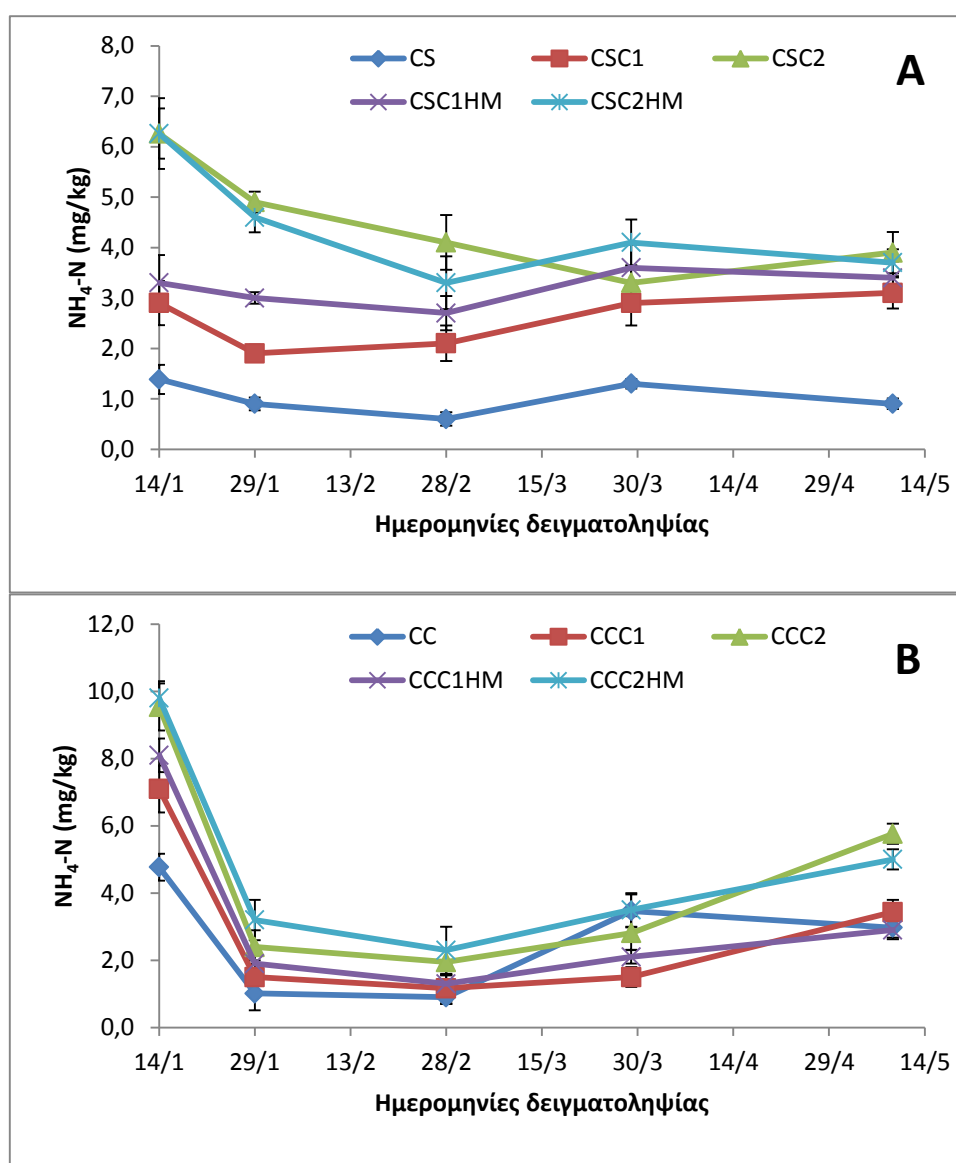 8,0
7,0
6,0
5,0
4,0
3,0
2,0
1,0
0,0
NH4-N (mg/kg)
CS CSC1 CSC2
CSC1HM CSC2HM
A
14/1 29/1 13/2 28/2 15/3 30/3 14/4 29/4 14/5
Ημερομηνίες δειγματοληψίας
12,0
10,0
8,0
6,0
4,0
2,0
0,0
NH4-N (mg/kg)
CC CCC1 CCC2
CCC1HM CCC2HM
B
14/1 29/1 13/2 28/2 15/3 30/3 14/4 29/4 14/5
Ημερομηνίες δειγματοληψίας